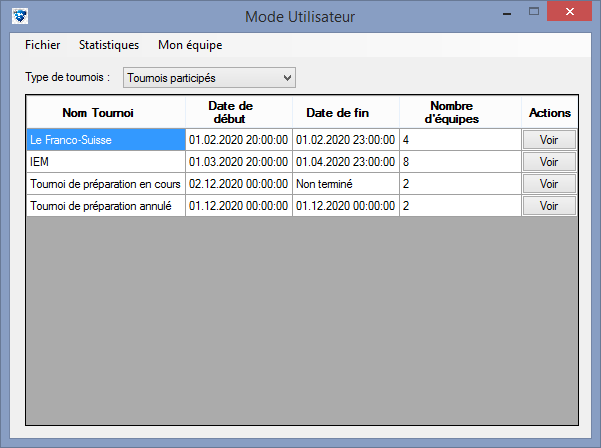 Mode Utilisateur
Fichier Statistiques Mon équipe
Type de tournois : Tournois participés
Nom Tournoi Date de début Date de fin Nombre d'équipes Actions
Le Franco-Suisse 01.02.2020 20:00:00 01.02.2020 23:00:00 4 Voir
IEM 01.03.2020 20:00:00 01.04.2020 23:00:00 8 Voir
Tournoi de préparation en cours 02.12.2020 00:00:00 Non terminé 2 Voir
Tournoi de préparation annulé 01.12.2020 00:00:00 01.12.2020 00:00:00 2 Voir